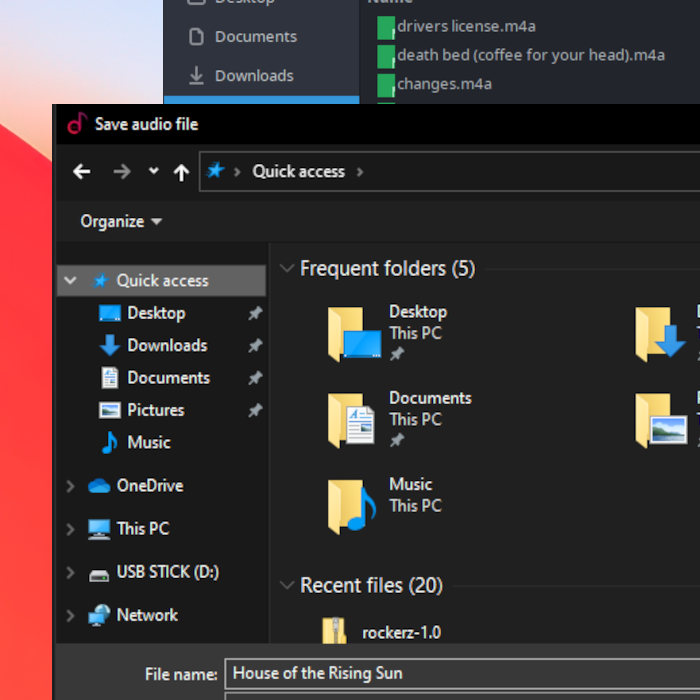 Desktop
Name
Documents
Downloads
drivers license.m4a
death bed (coffee for your head).m4a
changes.m4a
Save audio file
Quick access
Organize
Quick access
Desktop
Downloads
Documents
Pictures
Music
OneDrive
This PC
USB STICK (D:)
Network
Frequent folders (5)
Desktop
This PC
Documents
This PC
Music
This PC
Recent files (20)
rockerz-1.0
File name:
House of the Rising Sun